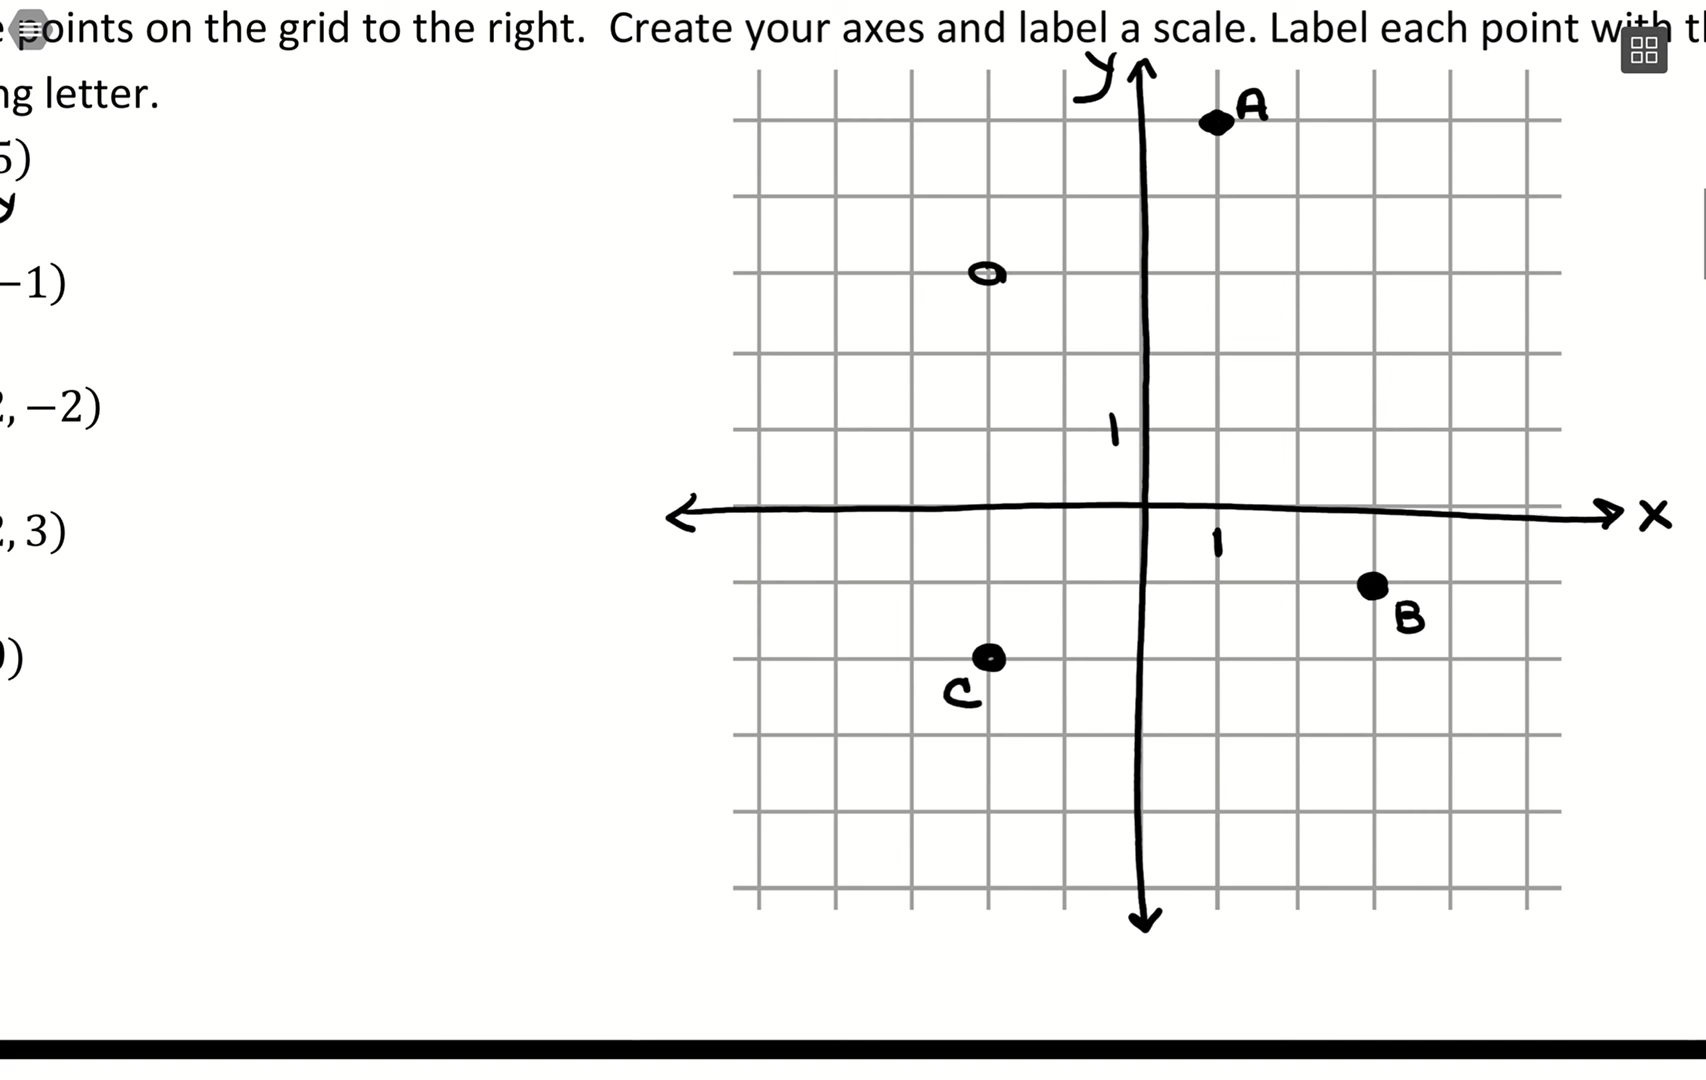 points on the grid to the right. Create your axes and label a scale. Label each point with
letter.
5)
y
−1)
, −2)
, 3)
)
y
A
1
1
x
B
C